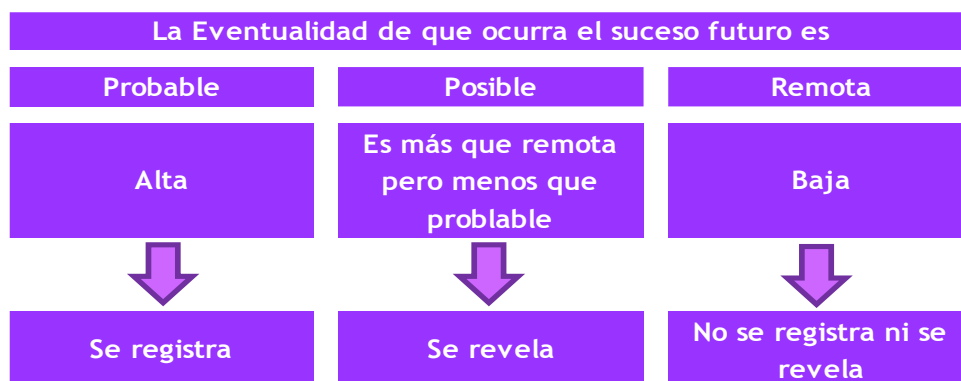 La Eventualidad de que ocurra el suceso futuro es
Probable
Posible
Remota
Alta
Es más que remota
pero menos que
problable
Baja
Se registra
Se revela
No se registra ni se
revela